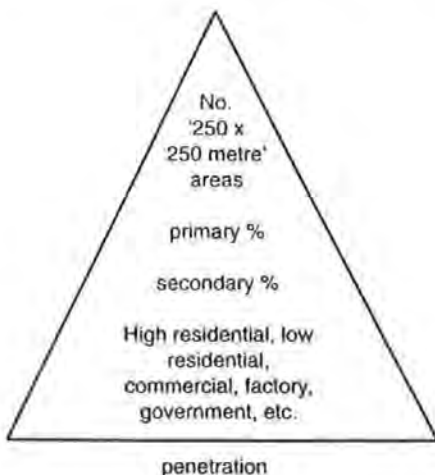 No.
'250 x
250 metre'
areas
primary %
secondary %
High residential, low
residential,
commercial, factory,
government, etc.
penetration